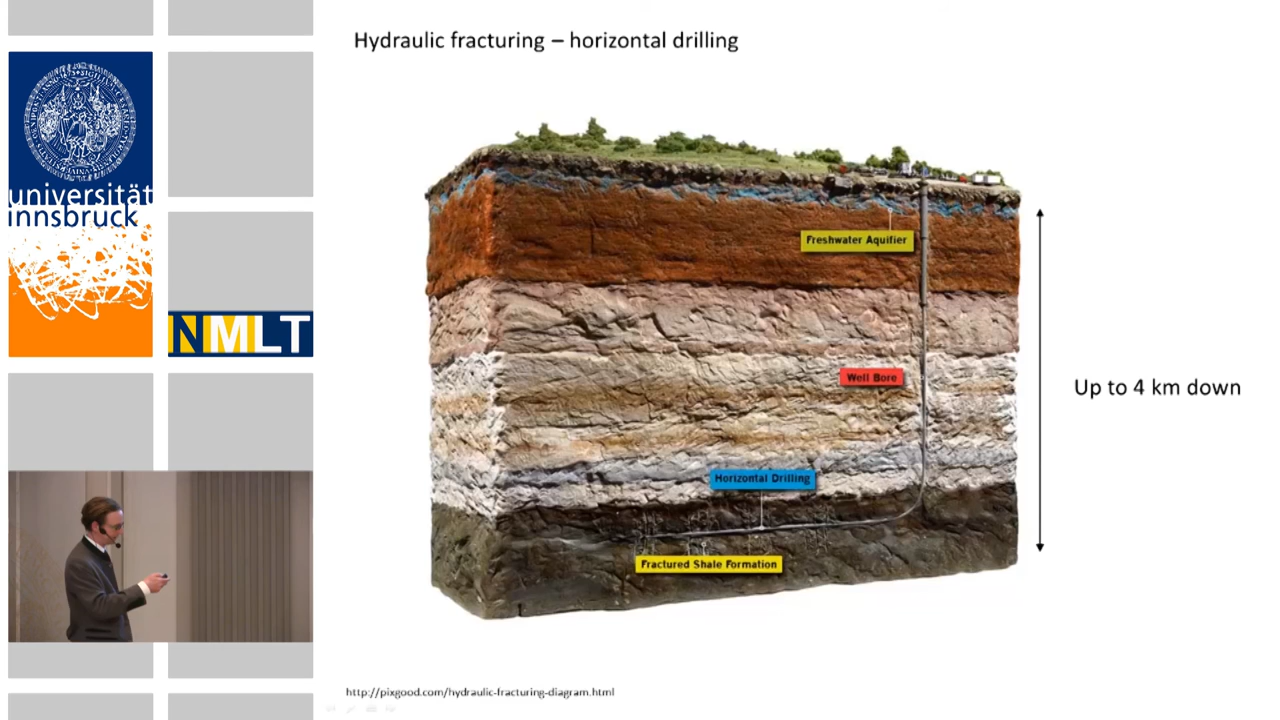 Hydraulic fracturing – horizontal drilling
universität
innsbruck
NMLT
Freshwater Aquifier
Well Bore
Up to 4 km down
Horizontal Drilling
Fractured Shale Formation
http://pixgood.com/hydraulic-fracturing-diagram.html